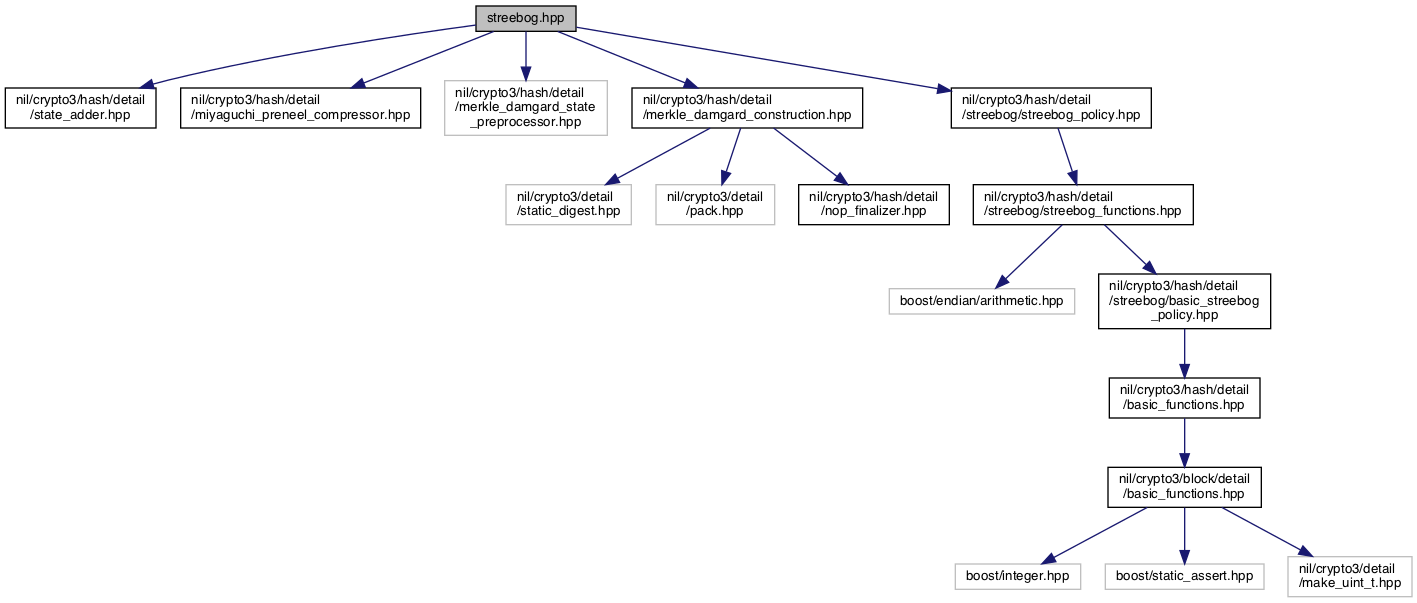 streebog.hpp
nil/crypto3/hash/detail
/state_adder.hpp
nil/crypto3/hash/detail
/miyaguchi_preneel_compressor.hpp
nil/crypto3/hash/detail
/merkle_damgard_state
_preprocessor.hpp
nil/crypto3/hash/detail
/merkle_damgard_construction.hpp
nil/crypto3/hash/detail
/streebog/streebog_policy.hpp
nil/crypto3/detail
/static_digest.hpp
nil/crypto3/detail
/pack.hpp
nil/crypto3/hash/detail
/nop_finalizer.hpp
nil/crypto3/hash/detail
/streebog/streebog_functions.hpp
boost/endian/arithmetic.hpp
nil/crypto3/hash/detail
/streebog/basic_streebog
_policy.hpp
nil/crypto3/hash/detail
/basic_functions.hpp
nil/crypto3/block/detail
/basic_functions.hpp
boost/integer.hpp
boost/static_assert.hpp
nil/crypto3/detail
/make_uint_t.hpp